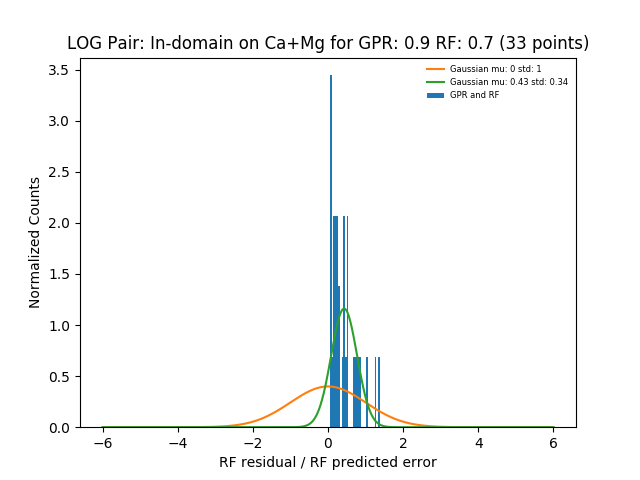 LOG Pair: In-domain on Ca+Mg for GPR: 0.9 RF: 0.7 (33 points)
Gaussian mu: 0 std: 1
Gaussian mu: 0.43 std: 0.34
GPR and RF
Normalized Counts
3.5
3.0
2.5
2.0
1.5
1.0
0.5
0.0
−6 −4 −2 0 2 4 6
RF residual / RF predicted error